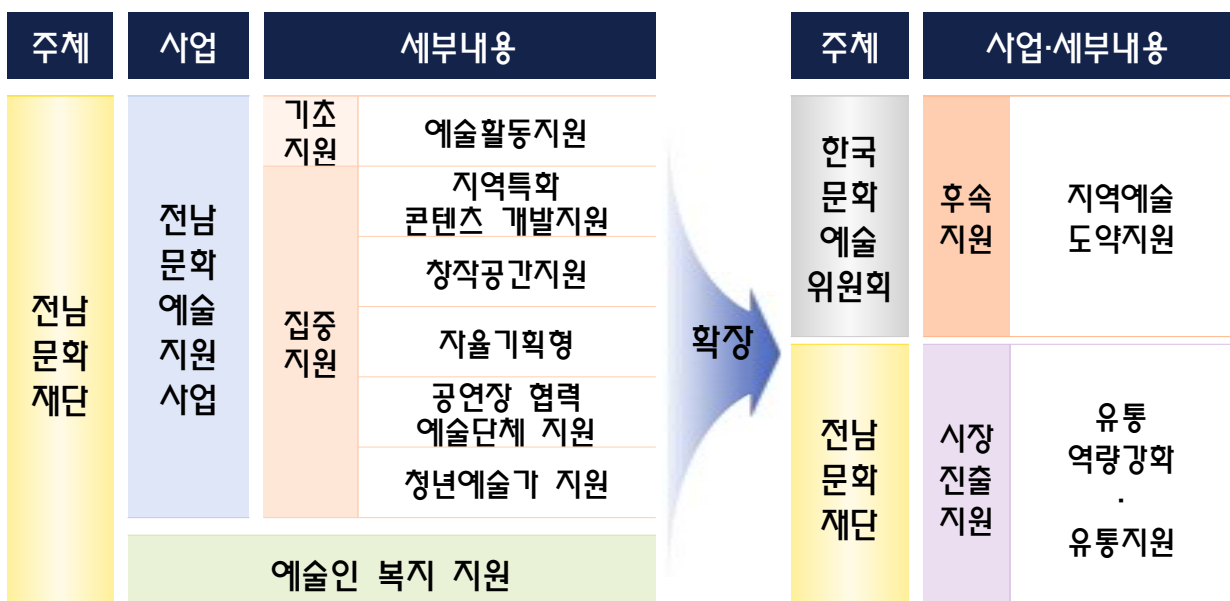 주체
사업
세부내용
전남
문화
재단
전남
문화
예술
지원
사업
기초
지원
예술활동지원
집중
지원
지역특화
콘텐츠 개발지원
창작공간지원
자율기획형
공연장 협력
예술단체 지원
청년예술가 지원
예술인 복지 지원
확장
주체
사업·세부내용
한국
문화
예술
위원회
후속
지원
지역예술
도약지원
전남
문화
재단
시장
진출
지원
유통
역량강화
·
유통지원